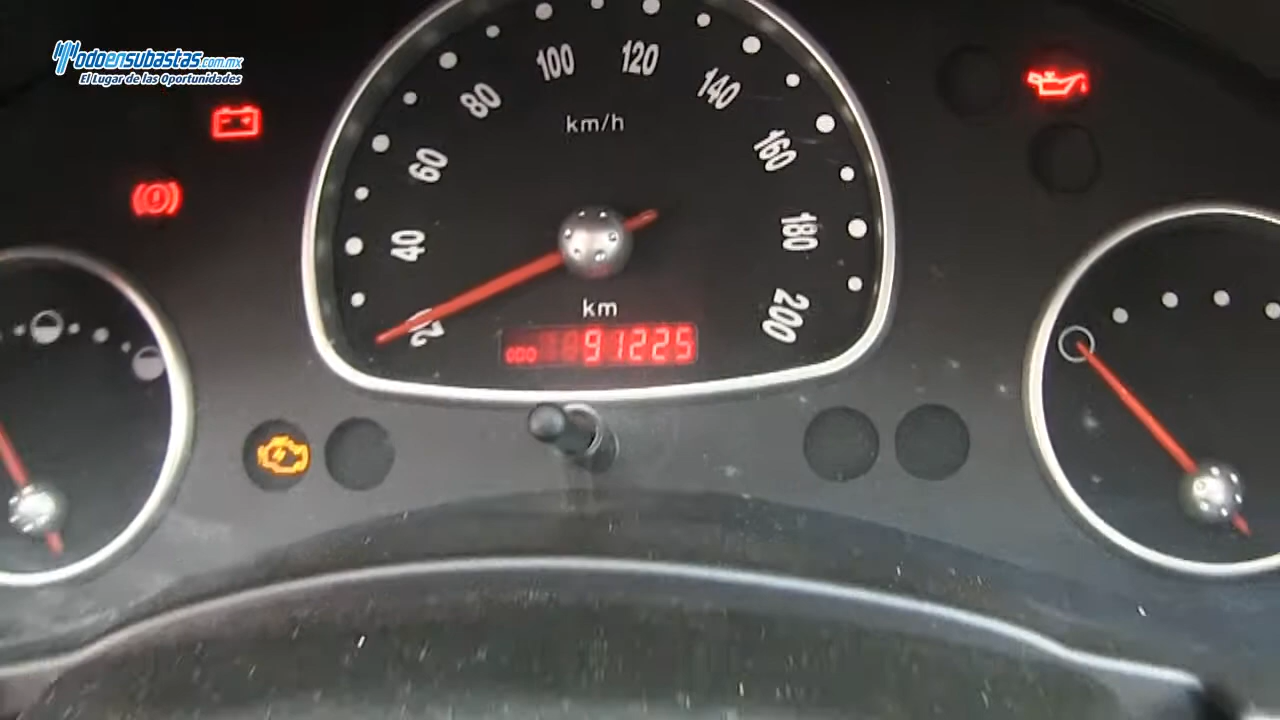 Todoensubastas.com.mx
El Lugar de las Oportunidades
100 120
80 140
km/h
60 160
40 180
20 200
km
ODO 91225